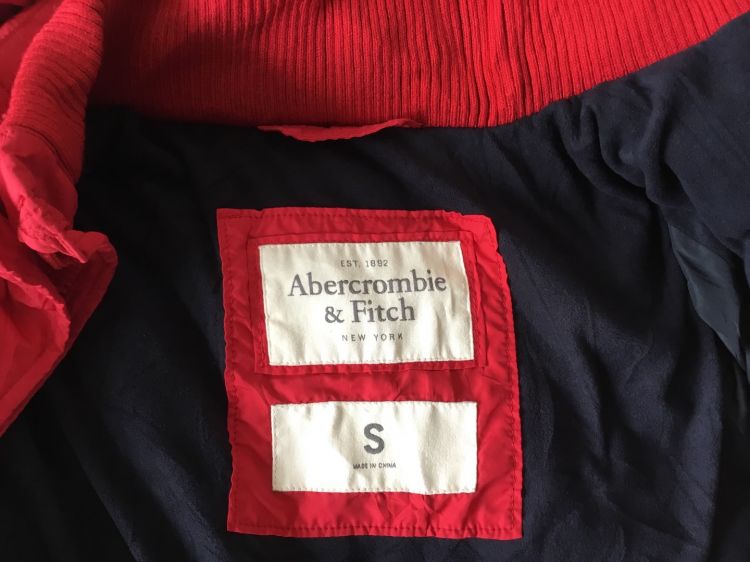 EST. 1892
Abercrombie
& Fitch
NEW YORK
S
MADE IN CHINA